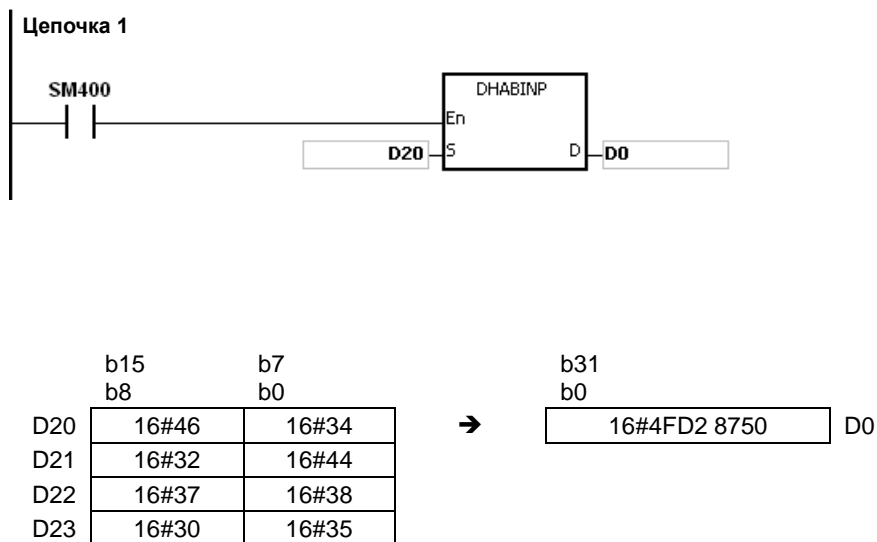 Цепочка 1
SM400
DHABINP
En
D20 S D D0
b15 b7 b31
b8 b0 b0
D20 16#46 16#34 ➔ 16#4FD2 8750 D0
D21 16#32 16#44
D22 16#37 16#38
D23 16#30 16#35